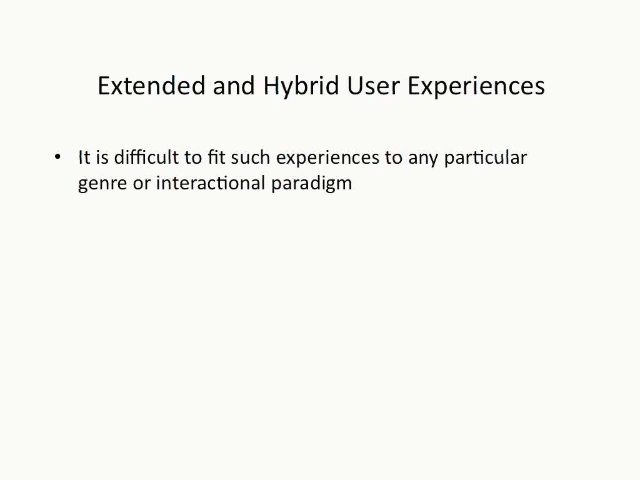 Extended and Hybrid User Experiences
• It is difficult to fit such experiences to any particular
genre or interactional paradigm